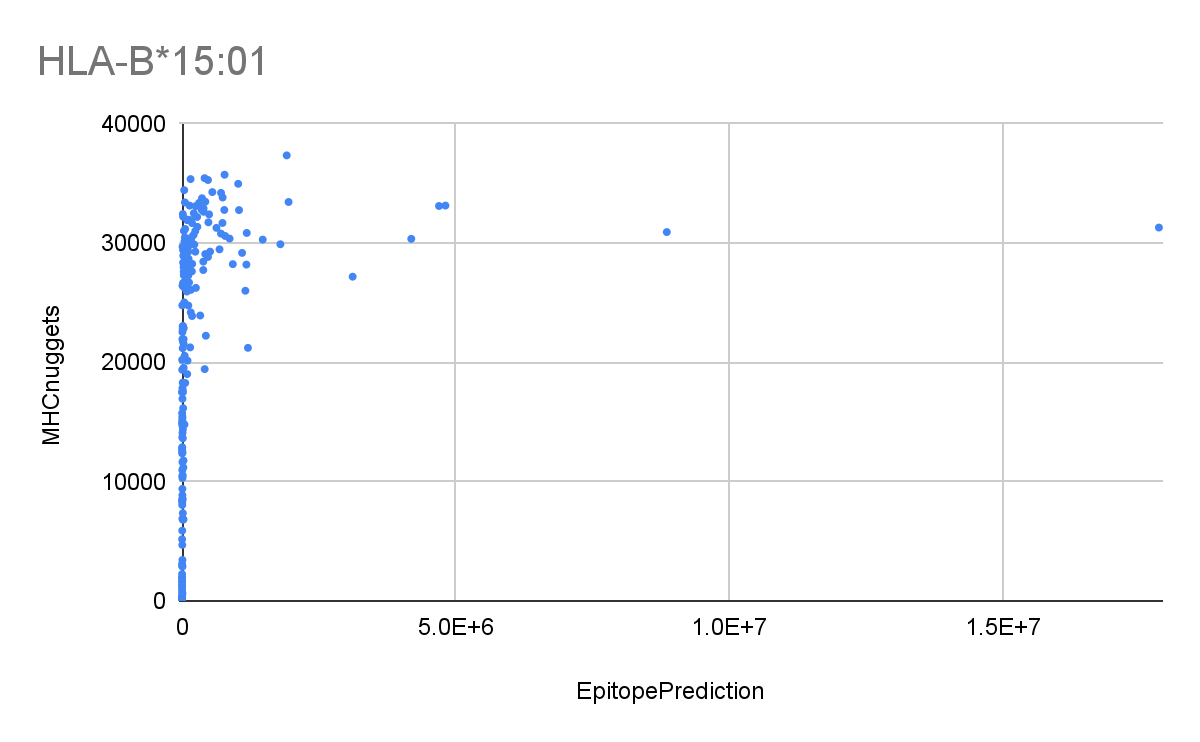 HLA-B*15:01
40000
30000
20000
10000
0
MHCnuggets
0
5.0E+6
1.0E+7
1.5E+7
EpitopePrediction